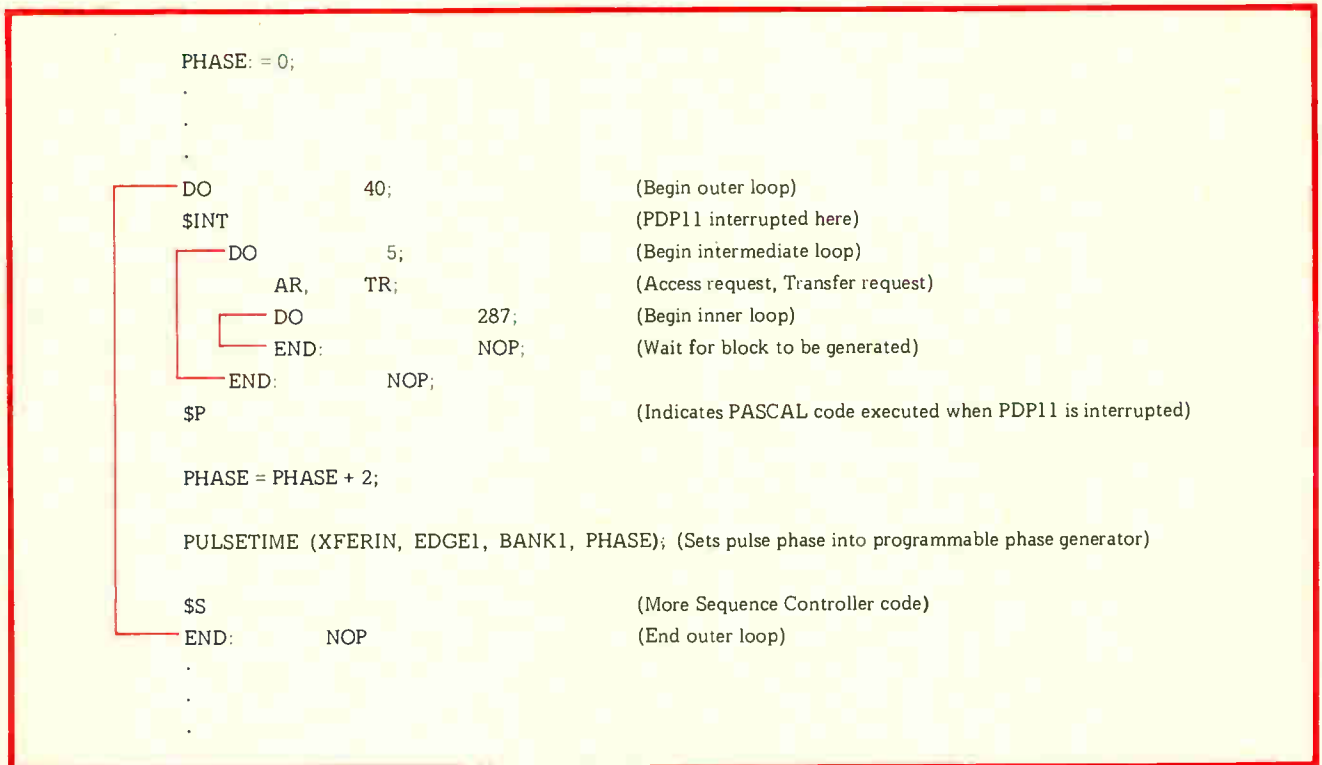 PHASE: = 0;
.
.
.
DO 40; (Begin outer loop)
$INT (PDP11 interrupted here)
DO 5; (Begin intermediate loop)
AR, TR; (Access request, Transfer request)
DO 287; (Begin inner loop)
END: NOP; (Wait for block to be generated)
END: NOP;
$P (Indicates PASCAL code executed when PDP11 is interrupted)
PHASE = PHASE + 2;
PULSETIME (XFERIN, EDGE1, BANK1, PHASE); (Sets pulse phase into programmable phase generator)
$S (More Sequence Controller code)
END: NOP (End outer loop)
.
.
.